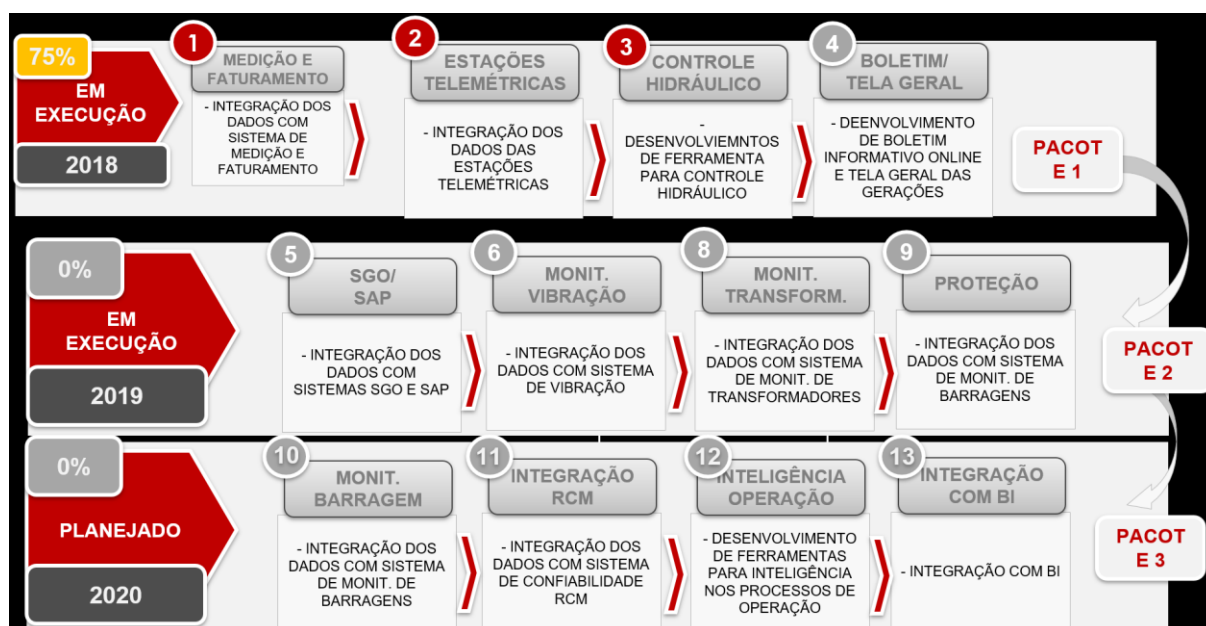 75%
EM
EXECUÇÃO
2018
1
MEDIÇÃO E
FATURAMENTO
- INTEGRAÇÃO DOS
DADOS COM
SISTEMA DE
MEDIÇÃO E
FATURAMENTO
2
ESTAÇÕES
TELEMÉTRICAS
- INTEGRAÇÃO DOS
DADOS DAS
ESTAÇÕES
TELEMÉTRICAS
3
CONTROLE
HIDRÁULICO
-
DESENVOLVIEMNTOS
DE FERRAMENTA
PARA CONTROLE
HIDRÁULICO
4
BOLETIM/
TELA GERAL
- DEENVOLVIMENTO
DE BOLETIM
INFORMATIVO ONLINE
E TELA GERAL DAS
GERAÇÕES
PACOT
E 1
0%
EM
EXECUÇÃO
2019
5
SGO/
SAP
- INTEGRAÇÃO DOS
DADOS COM
SISTEMAS SGO E SAP
6
MONIT.
VIBRAÇÃO
- INTEGRAÇÃO DOS
DADOS COM SISTEMA
DE VIBRAÇÃO
8
MONIT.
TRANSFORM.
- INTEGRAÇÃO DOS
DADOS COM SISTEMA
DE MONIT. DE
TRANSFORMADORES
9
PROTEÇÃO
- INTEGRAÇÃO DOS
DADOS COM SISTEMA
DE MONIT. DE
BARRAGENS
PACOT
E 2
0%
PLANEJADO
2020
10
MONIT.
BARRAGEM
- INTEGRAÇÃO DOS
DADOS COM SISTEMA
DE MONIT. DE
BARRAGENS
11
INTEGRAÇÃO
RCM
- INTEGRAÇÃO DOS
DADOS COM SISTEMA
DE CONFIABILIDADE
RCM
12
INTELIGÊNCIA
OPERAÇÃO
- DESENVOLVIMENTO
DE FERRAMENTAS
PARA INTELIGÊNCIA
NOS PROCESSOS DE
OPERAÇÃO
13
INTEGRAÇÃO
COM BI
- INTEGRAÇÃO COM BI
PACOT
E 3